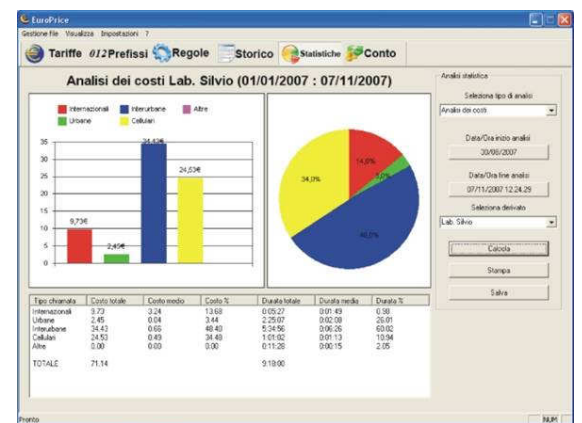 EuroPrice
Gestione file Visualizza Impostazioni ?
Tariffe 012 Prefissi Regole Storico Statistiche Conto
Analisi dei costi Lab. Silvio (01/01/2007 : 07/11/2007)
Internazionali Interurbane Altre
Urbane Cellulari
35
30
25
20
15
10
5
0
9,73€
2,45€
34,43€
24,53€
14,0%
34,0%
Analisi statistica
Seleziona tipo di analisi
Analisi dei costi
Data/Ora inizio analisi
30/08/2007
Data/Ora fine analisi
07/11/2007 12.24.29
Seleziona derivato
Lab. Silvio
Calcola
Stampa
Salva
Tipo chiamata Costo totale Costo medio Costo % Durata totale Durata media Durata %
Internazionali 9.73 3.24 13.68 0:05:27 0:01:49 0.98
Urbane 2.45 0.04 3.44 2:25:07 0:02:08 26.01
Interurbane 34.43 0.66 48.40 5:34:56 0:06:26 60.02
Cellulari 24.53 0.49 34.48 1:01:02 0:01:13 10.94
Altre 0.00 0.00 0.00 0:11:28 0:00:15 2.05
TOTALE 71.14 9:18:00
Pronto NUM